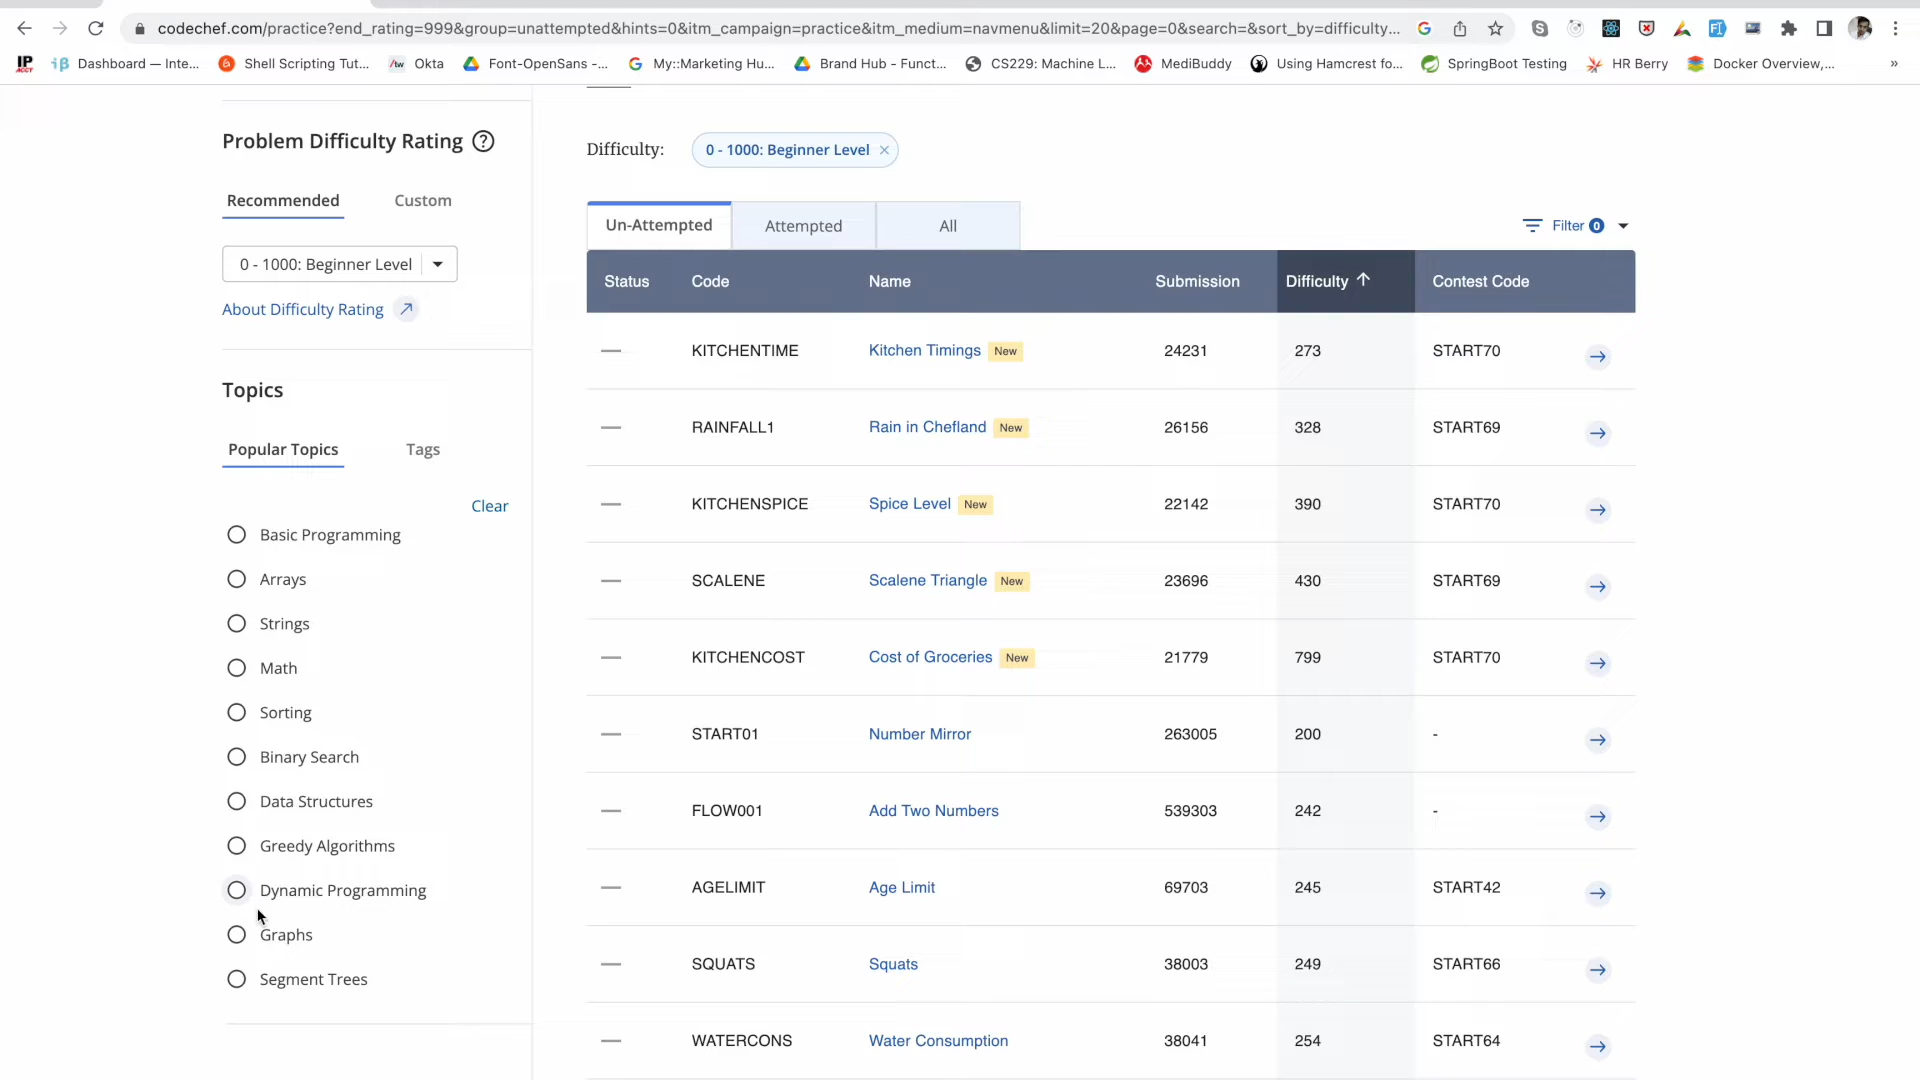 codechef.com/practice?end_rating=999&group=unattempted&hints=0&itm_campaign=practice&itm_medium=navmenu&limit=20&page=0&search=&sort_by=difficulty...
IP ACCT
iβ Dashboard — Inte...
Shell Scripting Tut...
/tw Okta
Font-OpenSans -...
My::Marketing Hu...
Brand Hub - Funct...
CS229: Machine L...
MediBuddy
Using Hamcrest fo...
SpringBoot Testing
HR Berry
Docker Overview,...
»
Problem Difficulty Rating ?
Recommended Custom
0 - 1000: Beginner Level
About Difficulty Rating
Topics
Popular Topics Tags
Clear
Basic Programming
Arrays
Strings
Math
Sorting
Binary Search
Data Structures
Greedy Algorithms
Dynamic Programming
Graphs
Segment Trees
Difficulty: 0 - 1000: Beginner Level ×
Un-Attempted Attempted All
Filter 0
Status Code Name Submission Difficulty ↑ Contest Code
— KITCHENTIME Kitchen Timings New 24231 273 START70 →
— RAINFALL1 Rain in Chefland New 26156 328 START69 →
— KITCHENSPICE Spice Level New 22142 390 START70 →
— SCALENE Scalene Triangle New 23696 430 START69 →
— KITCHENCOST Cost of Groceries New 21779 799 START70 →
— START01 Number Mirror 263005 200 - →
— FLOW001 Add Two Numbers 539303 242 - →
— AGELIMIT Age Limit 69703 245 START42 →
— SQUATS Squats 38003 249 START66 →
— WATERCONS Water Consumption 38041 254 START64 →